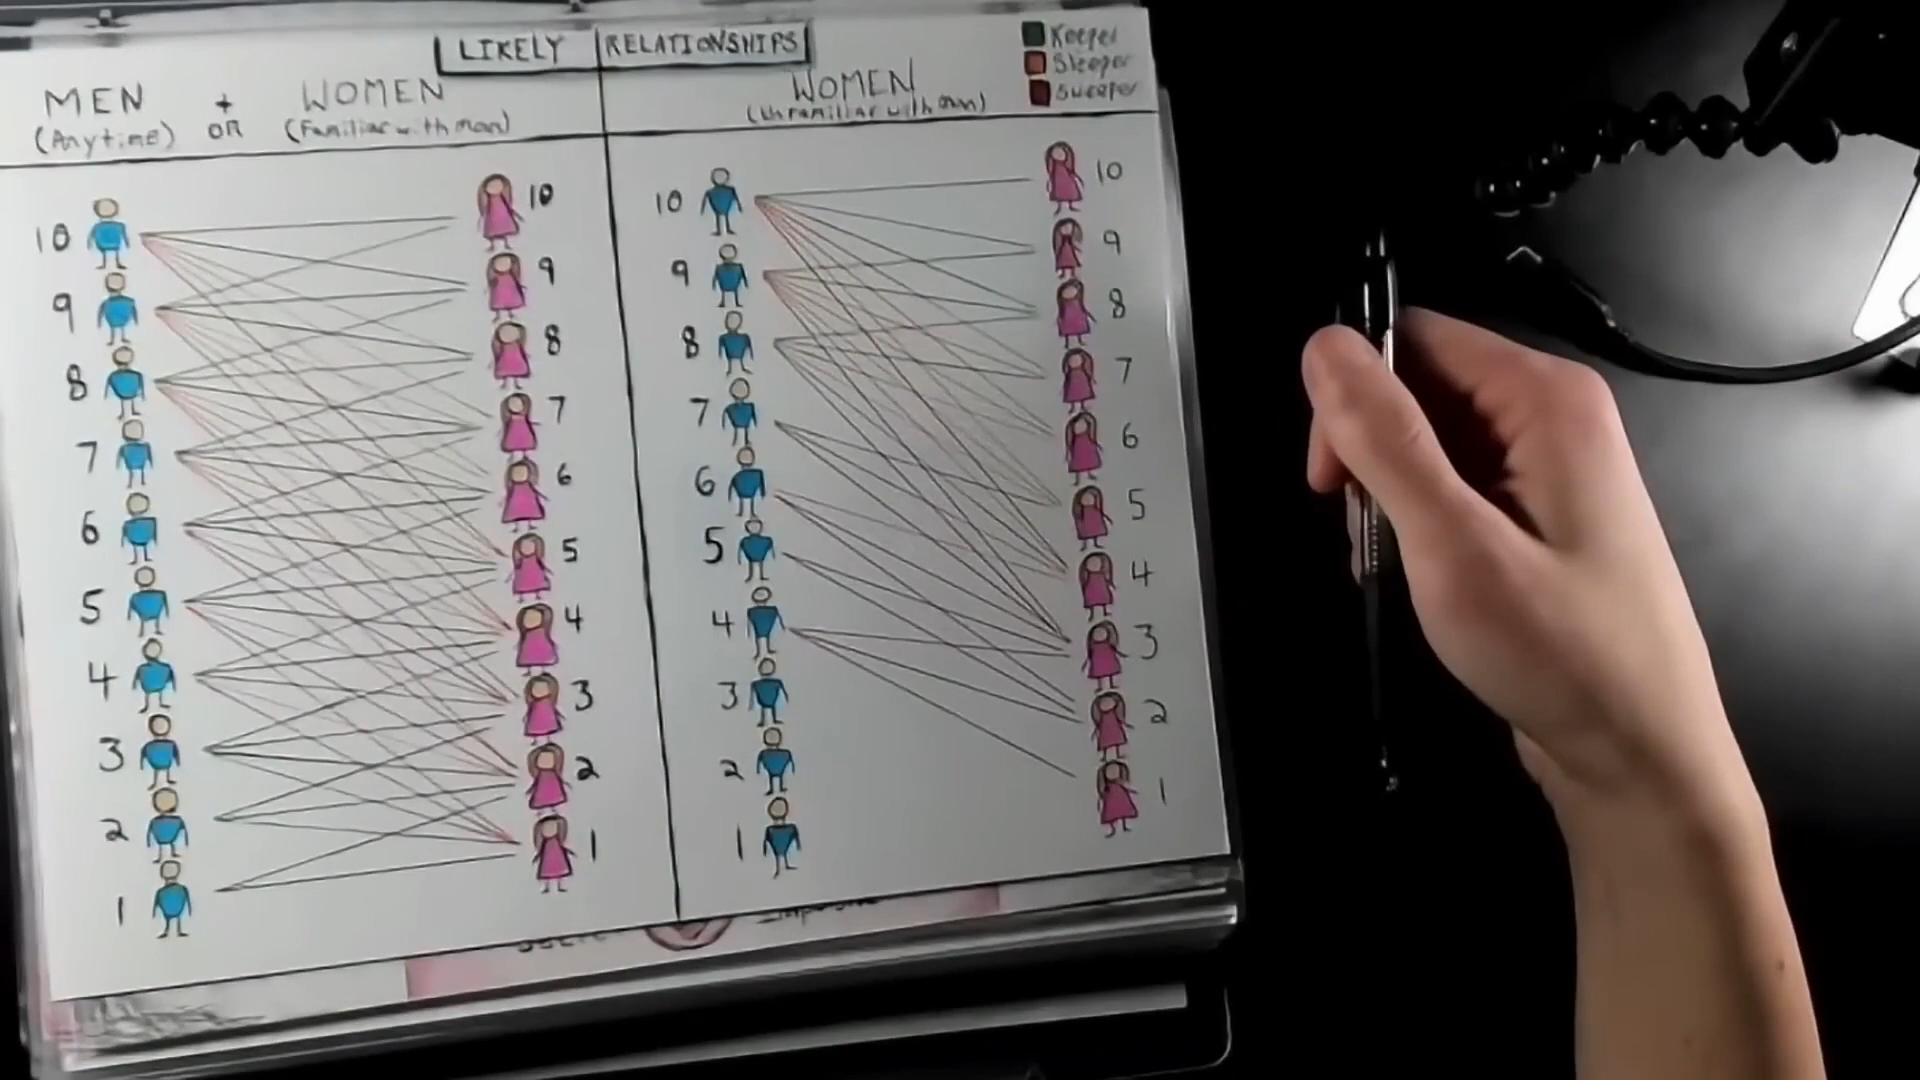 LIKELY RELATIONSHIPS
Keeper
Sleeper
Sweeper
MEN + WOMEN
(Anytime) OR (Familiar with man)
WOMEN
(Unfamiliar with man)
10 10
9 9
8 8
7 7
6 6
5 5
4 4
3 3
2 2
1 1
10 10
9 9
8 8
7 7
6 6
5 5
4 4
3 3
2 2
1 1